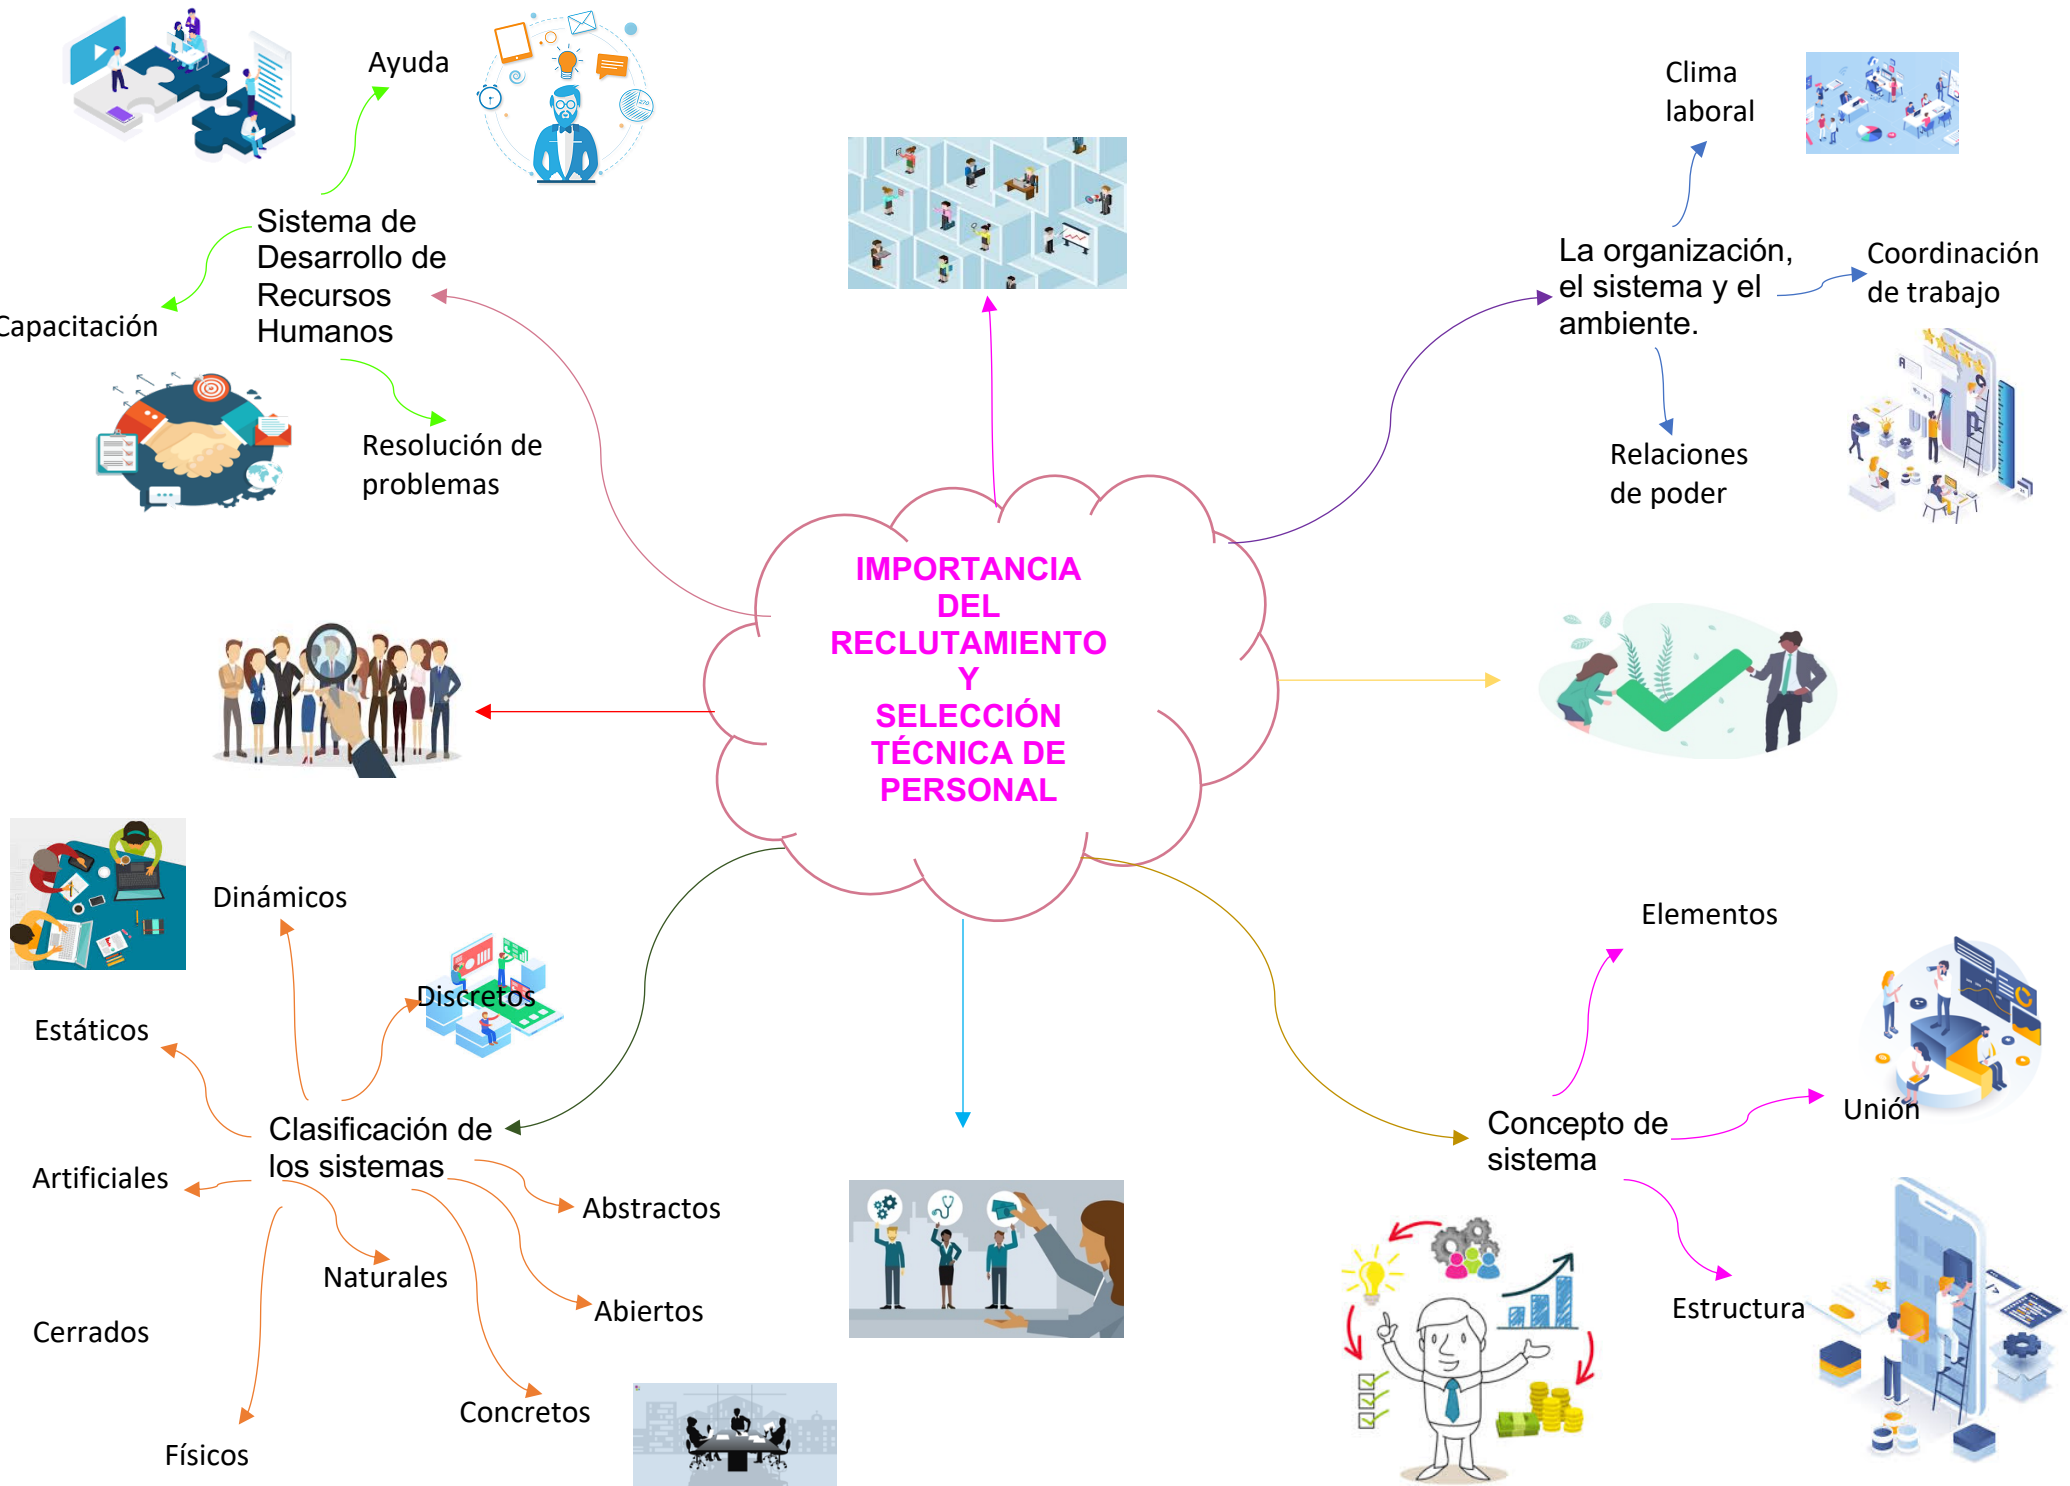 Ayuda
Sistema de
Desarrollo de
Recursos
Humanos
Capacitación
Resolución de
problemas
Clima
laboral
La organización,
el sistema y el
ambiente.
Coordinación
de trabajo
Relaciones
de poder
IMPORTANCIA
DEL
RECLUTAMIENTO
Y
SELECCIÓN
TÉCNICA DE
PERSONAL
Dinámicos
Discretos
Estáticos
Clasificación de
los sistemas
Artificiales
Abstractos
Naturales
Abiertos
Cerrados
Concretos
Físicos
Elementos
Concepto de
sistema
Unión
Estructura